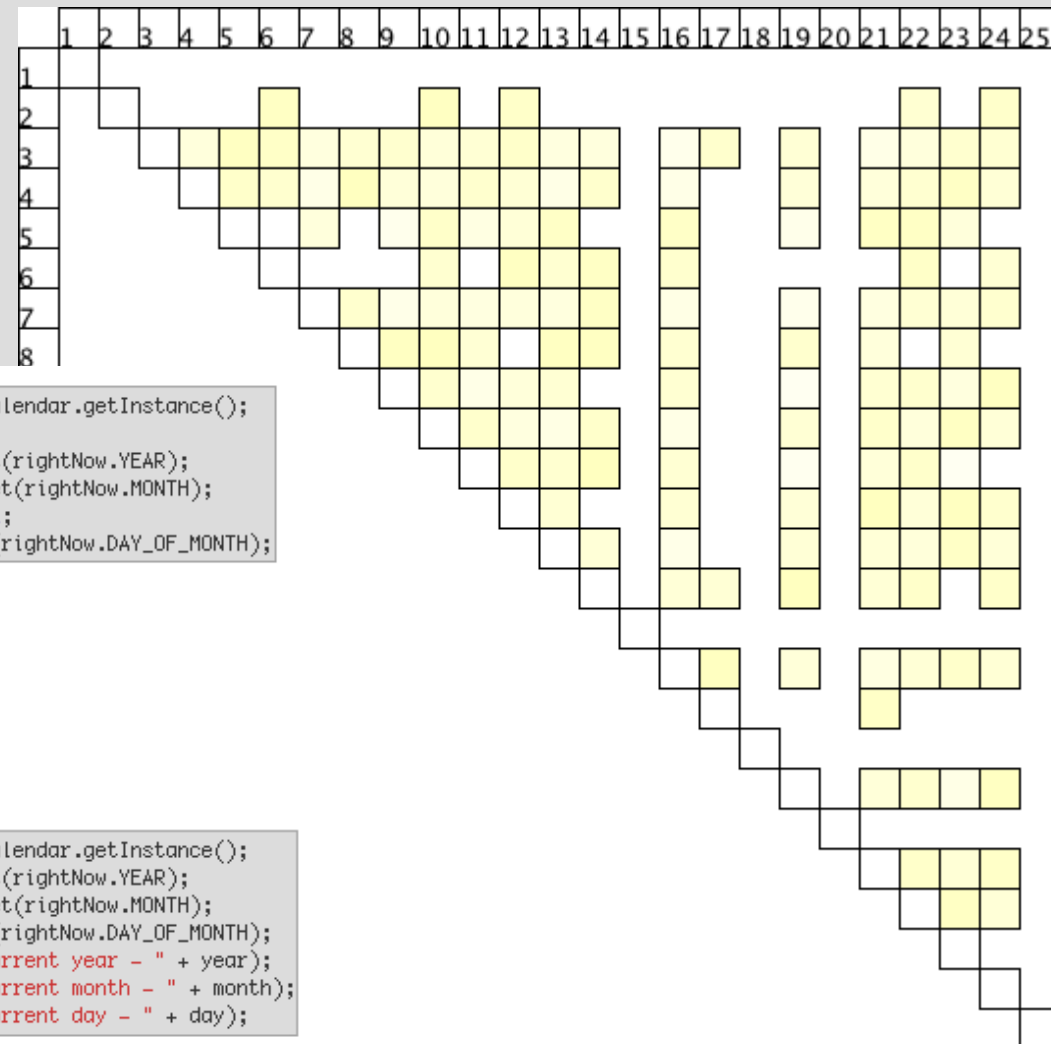 1 2 3 4 5 6 7 8 9 10 11 12 13 14 15 16 17 18 19 20 21 22 23 24 25
1
2
3
4
5
6
7
8
lendar.getInstance();
(rightNow.YEAR);
t(rightNow.MONTH);
;
rightNow.DAY_OF_MONTH);
lendar.getInstance();
(rightNow.YEAR);
t(rightNow.MONTH);
rightNow.DAY_OF_MONTH);
rrent year - " + year);
rrent month - " + month);
rrent day - " + day);